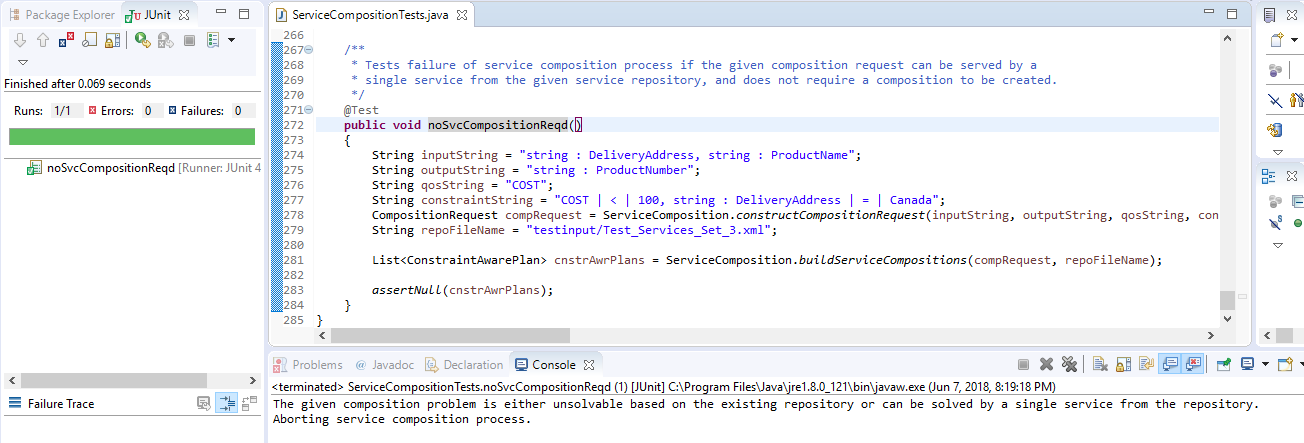 Package Explorer JUnit
Finished after 0.069 seconds
Runs: 1/1 Errors: 0 Failures: 0
noSvcCompositionReqd [Runner: JUnit 4
Failure Trace
ServiceCompositionTests.java
266
267 /**
268 * Tests failure of service composition process if the given composition request can be served by a
269 * single service from the given service repository, and does not require a composition to be created.
270 */
271 @Test
272 public void noSvcCompositionReqd()
273 {
274 String inputString = "string : DeliveryAddress, string : ProductName";
275 String outputString = "string : ProductNumber";
276 String qosString = "COST";
277 String constraintString = "COST | < | 100, string : DeliveryAddress | = | Canada";
278 CompositionRequest compRequest = ServiceComposition.constructCompositionRequest(inputString, outputString, qosString, con
279 String repoFileName = "testinput/Test_Services_Set_3.xml";
280
281 List<ConstraintAwarePlan> cnstrAwrPlans = ServiceComposition.buildServiceCompositions(compRequest, repoFileName);
282
283 assertNull(cnstrAwrPlans);
284 }
285 }
Problems @ Javadoc Declaration Console
<terminated> ServiceCompositionTests.noSvcCompositionReqd (1) [JUnit] C:\Program Files\Java\jre1.8.0_121\bin\javaw.exe (Jun 7, 2018, 8:19:18 PM)
The given composition problem is either unsolvable based on the existing repository or can be solved by a single service from the repository.
Aborting service composition process.